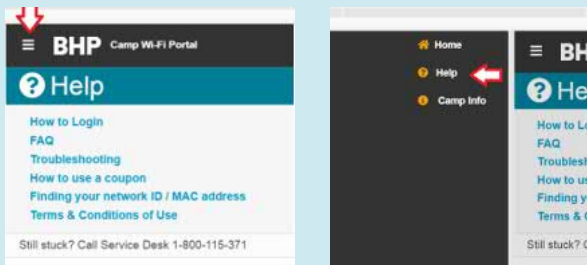 BHP Camp Wi-Fi Portal
Help
How to Login
FAQ
Troubleshooting
How to use a coupon
Finding your network ID / MAC address
Terms & Conditions of Use
Still stuck? Call Service Desk 1-800-115-371
Home
Help
Camp Info
BH
He
How to Lo
FAQ
Troublesh
How to us
Finding y
Terms & C
Still stuck? C